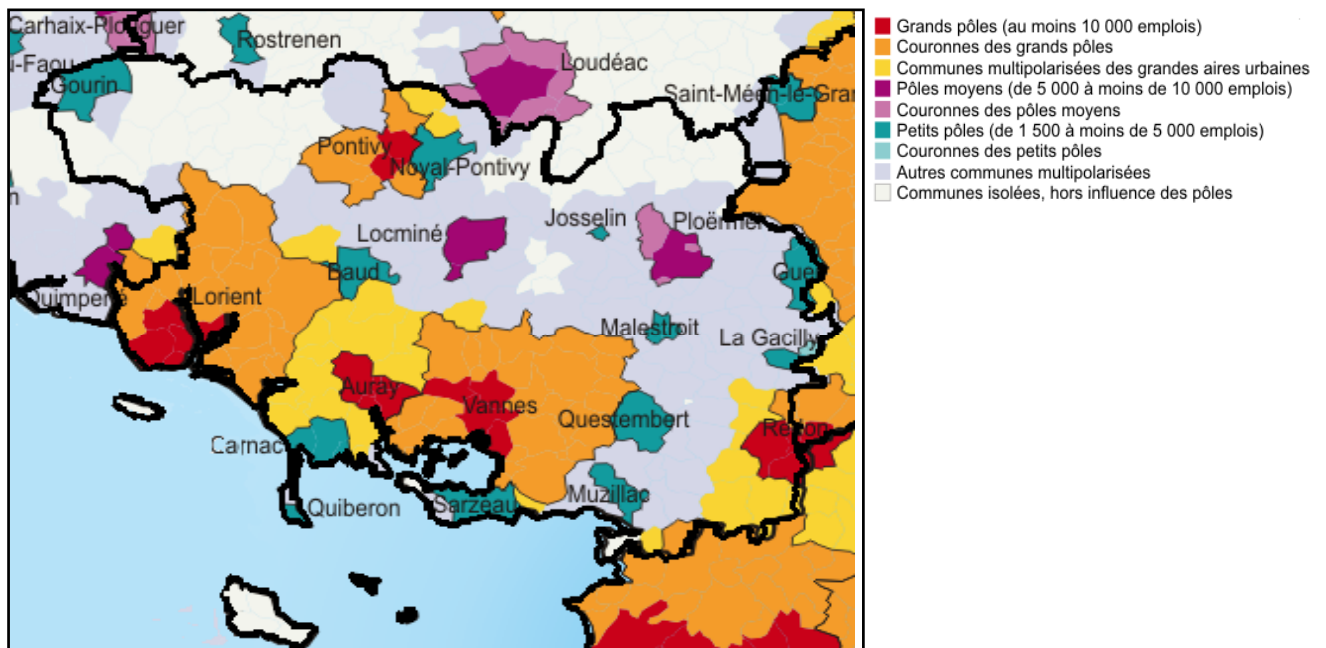 Carhaix-Plouguer
Rostrenen
Loudéac
Gourin
Pontivy
Noyal-Pontivy
Josselin
Ploërmel
Locminé
Baud
Quimperlé
Lorient
Malestroit
La Gacilly
Auray
Vannes
Questembert
Redon
Carnac
Muzillac
Quiberon
Sarzeau
Grands pôles (au moins 10 000 emplois)
Couronnes des grands pôles
Communes multipolarisées des grandes aires urbaines
Pôles moyens (de 5 000 à moins de 10 000 emplois)
Couronnes des pôles moyens
Petits pôles (de 1 500 à moins de 5 000 emplois)
Couronnes des petits pôles
Autres communes multipolarisées
Communes isolées, hors influence des pôles